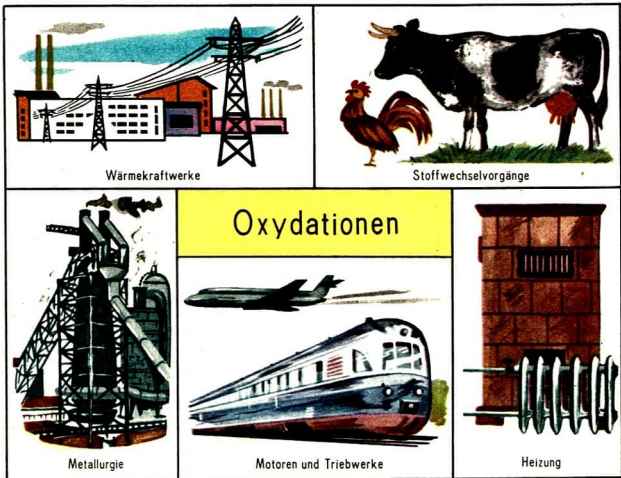 Wärmekraftwerke
Stoffwechselvorgänge
Oxydationen
Metallurgie
Motoren und Triebwerke
Heizung